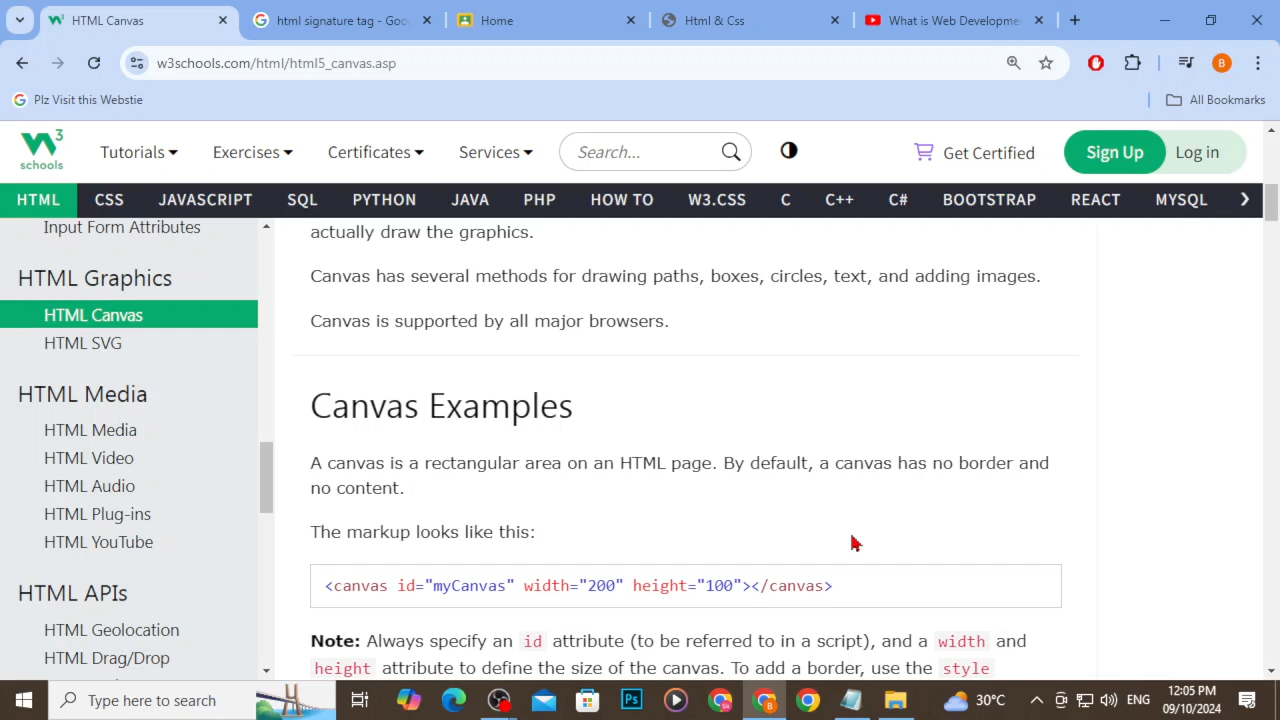 HTML Canvas
html signature tag - Goo
Home
Html & Css
What is Web Developme
w3schools.com/html/html5_canvas.asp
B
Plz Visit this Webstie
All Bookmarks
W3
schools
Tutorials
Exercises
Certificates
Services
Search...
Get Certified
Sign Up
Log in
HTML
CSS
JAVASCRIPT
SQL
PYTHON
JAVA
PHP
HOW TO
W3.CSS
C
C++
C#
BOOTSTRAP
REACT
MYSQL
Input Form Attributes
HTML Graphics
HTML Canvas
HTML SVG
HTML Media
HTML Media
HTML Video
HTML Audio
HTML Plug-ins
HTML YouTube
HTML APIs
HTML Geolocation
HTML Drag/Drop
actually draw the graphics.
Canvas has several methods for drawing paths, boxes, circles, text, and adding images.
Canvas is supported by all major browsers.
Canvas Examples
A canvas is a rectangular area on an HTML page. By default, a canvas has no border and
no content.
The markup looks like this:
<canvas id="myCanvas" width="200" height="100"></canvas>
Note: Always specify an id attribute (to be referred to in a script), and a width and
height attribute to define the size of the canvas. To add a border, use the style
Type here to search
Ps
30°C
ENG
12:05 PM
09/10/2024